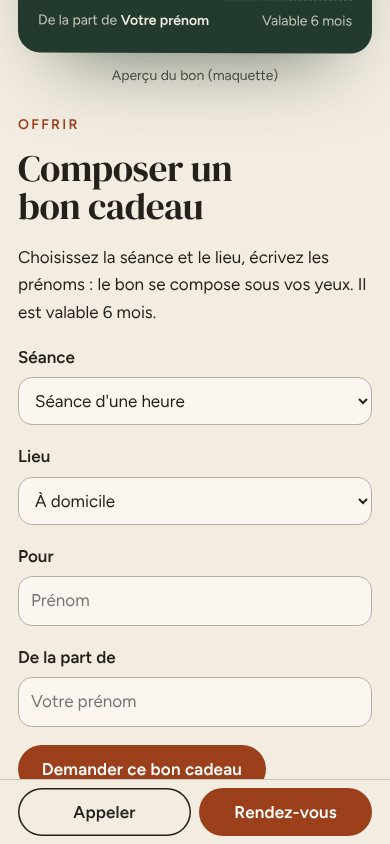 De la part de Votre prénom
Valable 6 mois
Aperçu du bon (maquette)
OFFRIR
Composer un
bon cadeau
Choisissez la séance et le lieu, écrivez les
prénoms : le bon se compose sous vos yeux. Il
est valable 6 mois.
Séance
Séance d'une heure
Lieu
À domicile
Pour
Prénom
De la part de
Votre prénom
Demander ce bon cadeau
Appeler
Rendez-vous